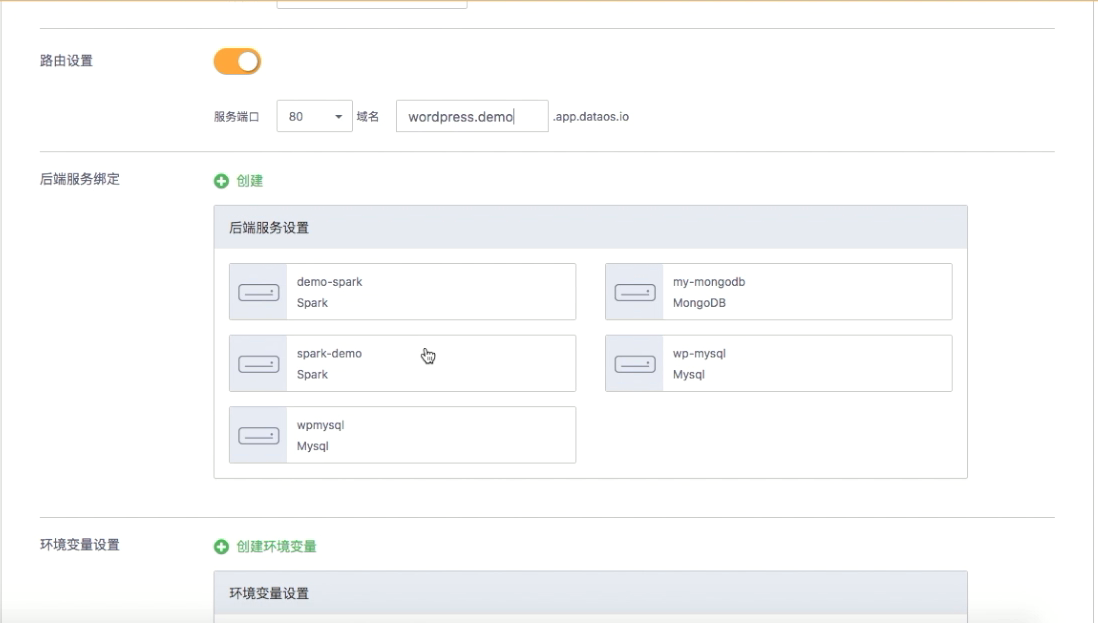 路由设置
服务端口 80 域名 wordpress.demo .app.dataos.io
后端服务绑定
创建
后端服务设置
demo-spark
Spark
my-mongodb
MongoDB
spark-demo
Spark
wp-mysql
Mysql
wpmysql
Mysql
环境变量设置
创建环境变量
环境变量设置